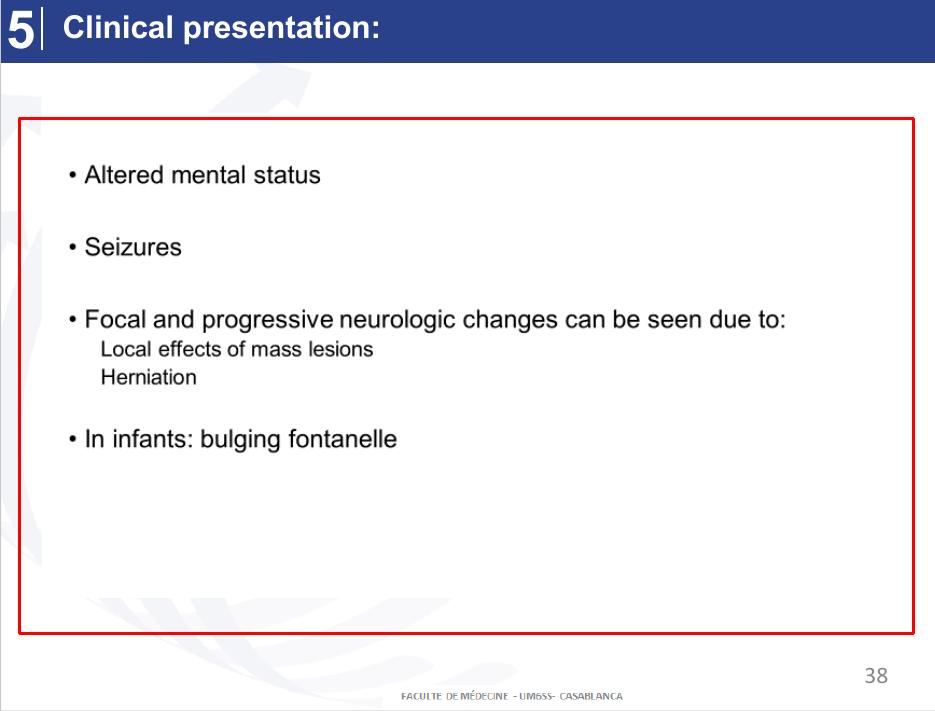 5 Clinical presentation:
• Altered mental status
• Seizures
• Focal and progressive neurologic changes can be seen due to:
Local effects of mass lesions
Herniation
• In infants: bulging fontanelle
38
FACULTE DE MÉDECINE - UM6SS- CASABLANCA